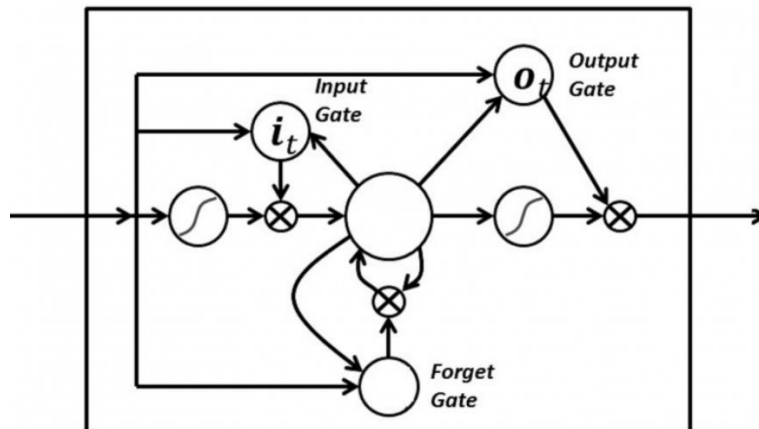 Output
Gate
o_t
Input
Gate
i_t
Forget
Gate